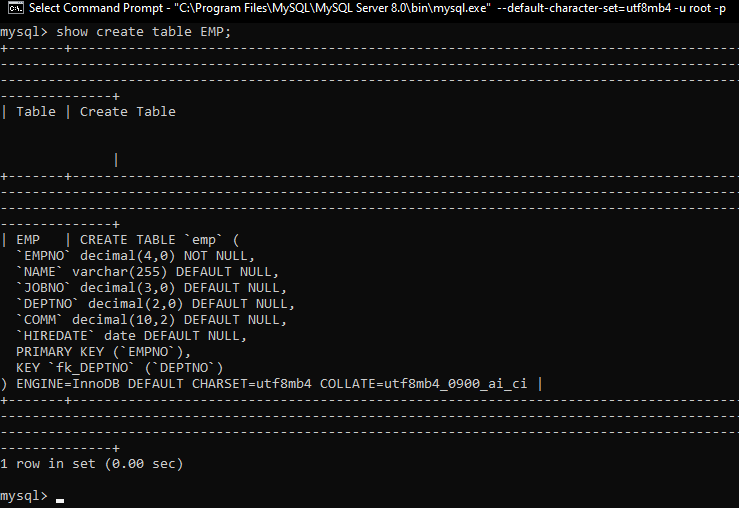 Select Command Prompt - "C:\Program Files\MySQL\MySQL Server 8.0\bin\mysql.exe"  --default-character-set=utf8mb4 -u root -p
mysql> show create table EMP;
+-------+------------------------------------------------------------------------------------
--------------------------------------------------------------------------------------------
--------------------------------------------------------------------------------------------
--------------+
| Table | Create Table
              |
+-------+------------------------------------------------------------------------------------
--------------------------------------------------------------------------------------------
--------------------------------------------------------------------------------------------
--------------+
| EMP   | CREATE TABLE `emp` (
  `EMPNO` decimal(4,0) NOT NULL,
  `NAME` varchar(255) DEFAULT NULL,
  `JOBNO` decimal(3,0) DEFAULT NULL,
  `DEPTNO` decimal(2,0) DEFAULT NULL,
  `COMM` decimal(10,2) DEFAULT NULL,
  `HIREDATE` date DEFAULT NULL,
  PRIMARY KEY (`EMPNO`),
  KEY `fk_DEPTNO` (`DEPTNO`)
) ENGINE=InnoDB DEFAULT CHARSET=utf8mb4 COLLATE=utf8mb4_0900_ai_ci |
+-------+------------------------------------------------------------------------------------
--------------------------------------------------------------------------------------------
--------------------------------------------------------------------------------------------
--------------+
1 row in set (0.00 sec)
mysql>